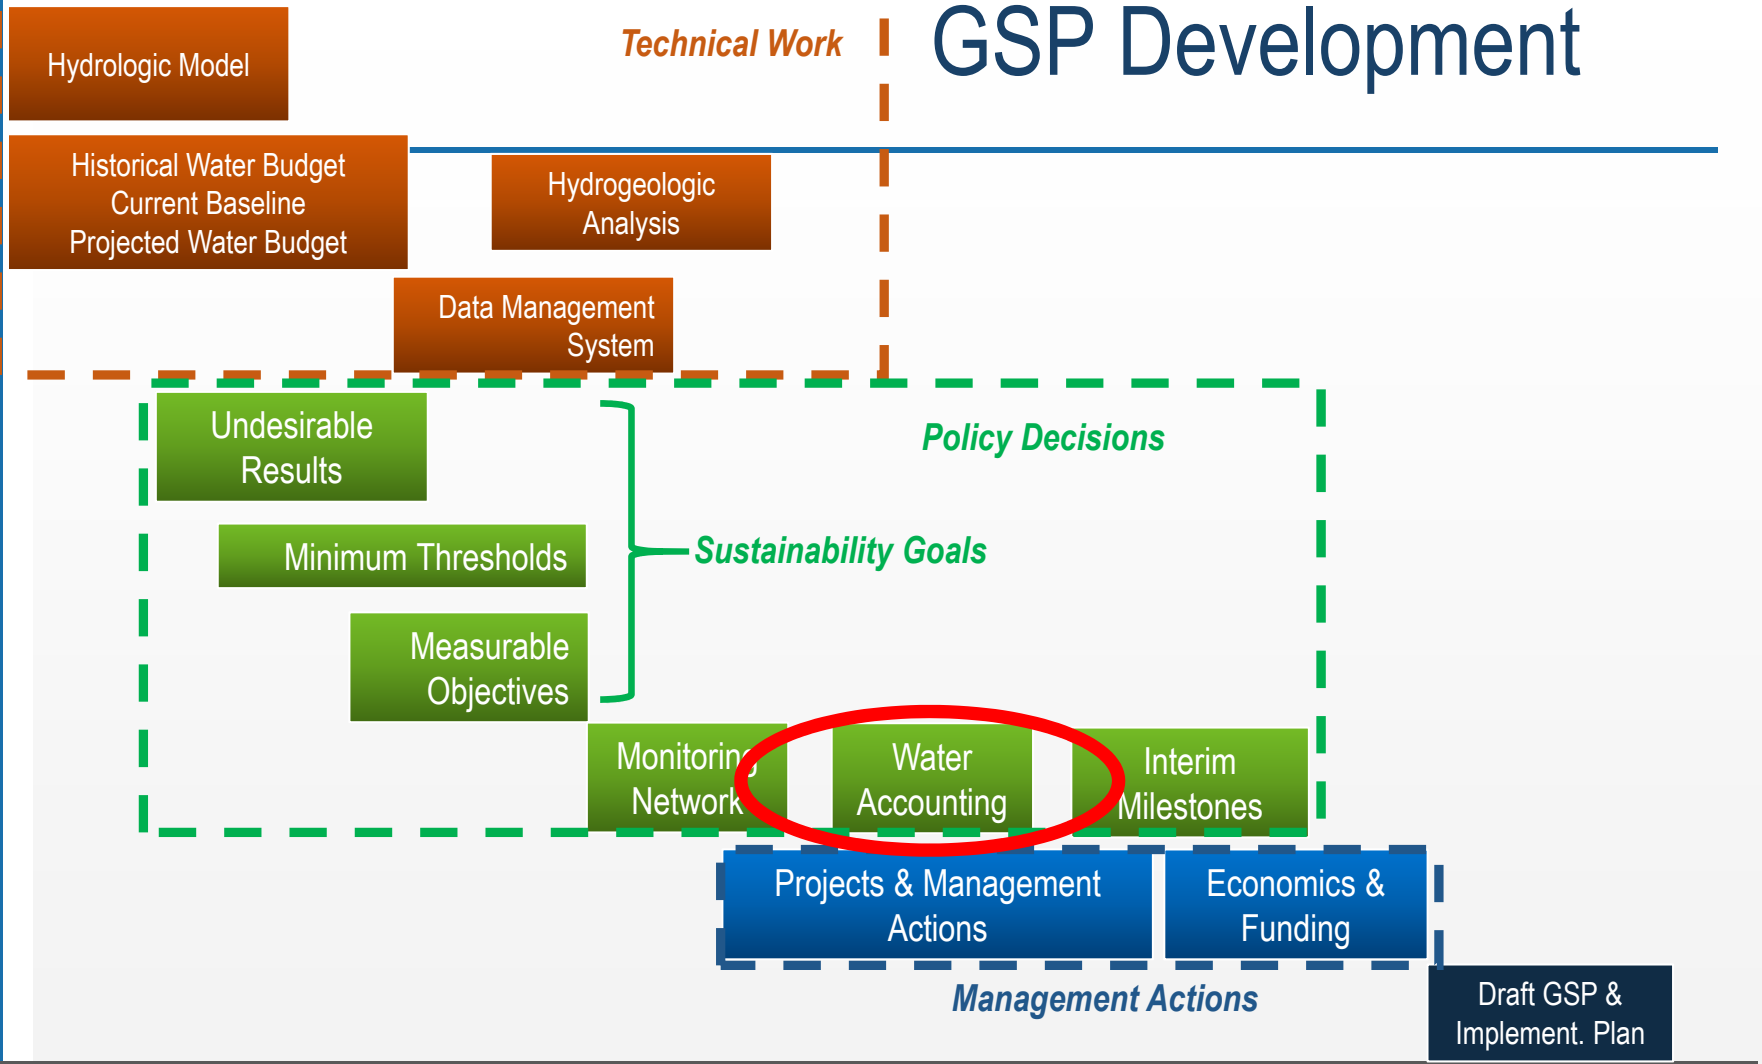 GSP Development
Technical Work
Hydrologic Model
Historical Water Budget
Current Baseline
Projected Water Budget
Hydrogeologic
Analysis
Data Management
System
Undesirable
Results
Policy Decisions
Minimum Thresholds
Sustainability Goals
Measurable
Objectives
Monitoring
Network
Water
Accounting
Interim
Milestones
Projects & Management
Actions
Economics &
Funding
Management Actions
Draft GSP &
Implement. Plan